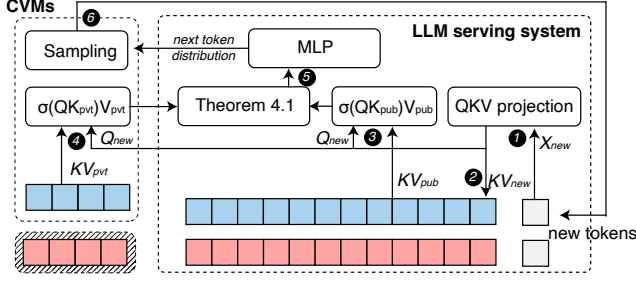 CVMs
6
LLM serving system
Sampling
next token
distribution
MLP
5
σ(QKpvt)Vpvt
Theorem 4.1
σ(QKpub)Vpub
QKV projection
4
Qnew
Qnew
3
1
Xnew
KVpvt
KVpub
2
KVnew
new tokens